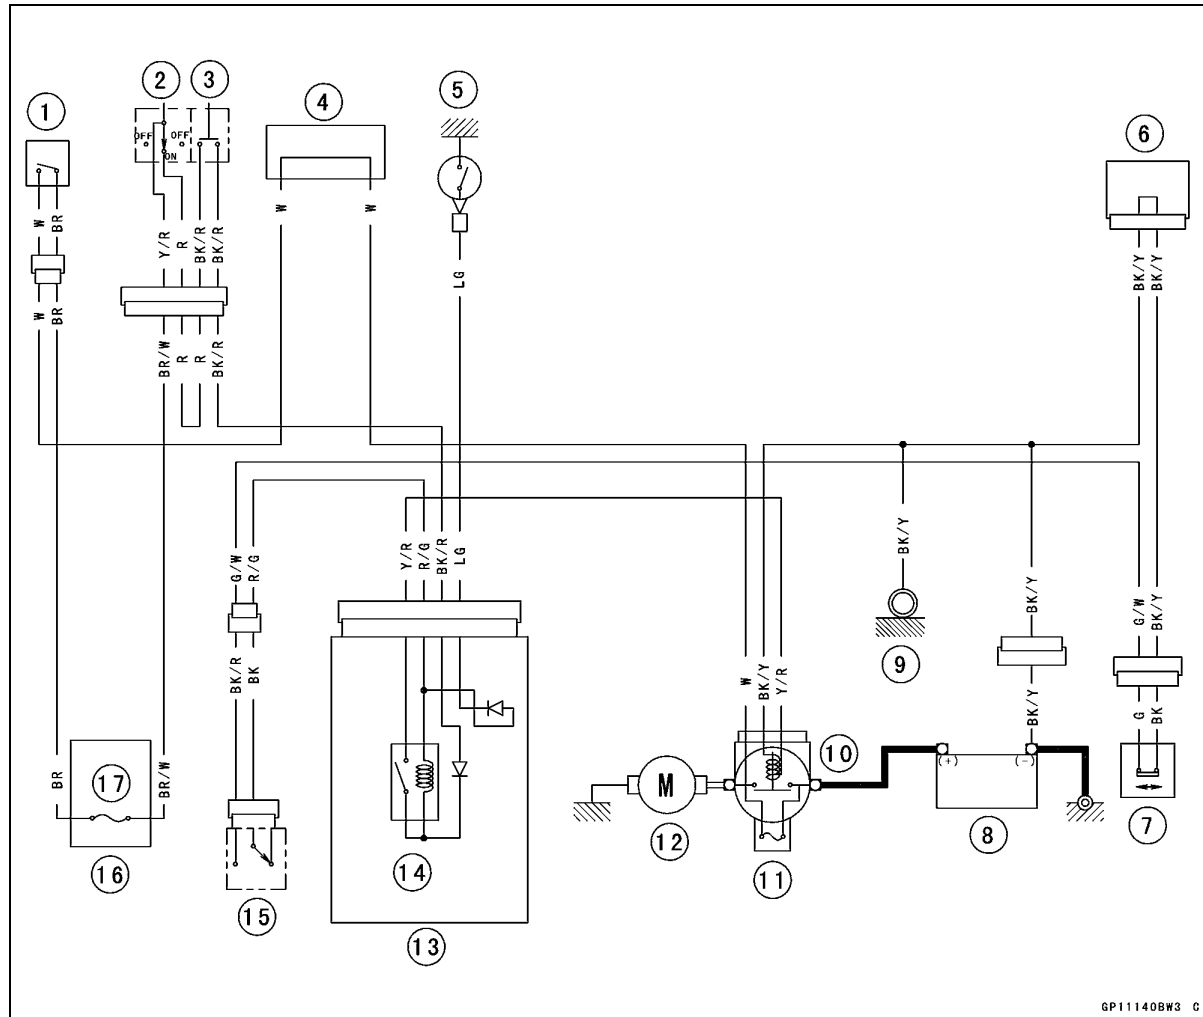 1
2
3
4
5
6
OFF
OFF
ON
W
BR
Y/R
R
BK/R
BK/R
W
W
LG
BK/Y
BK/Y
W
BR
BR/W
R
R
BK/R
BK/Y
G/W
R/G
Y/R
R/G
BK/R
LG
BK/Y
G/W
BK/Y
9
BK/R
BK
W
BK/Y
Y/R
BK/Y
G
BK
10
(+)
(-)
BR
17
BR/W
M
12
11
8
7
16
14
15
13
GP11140BW3 C